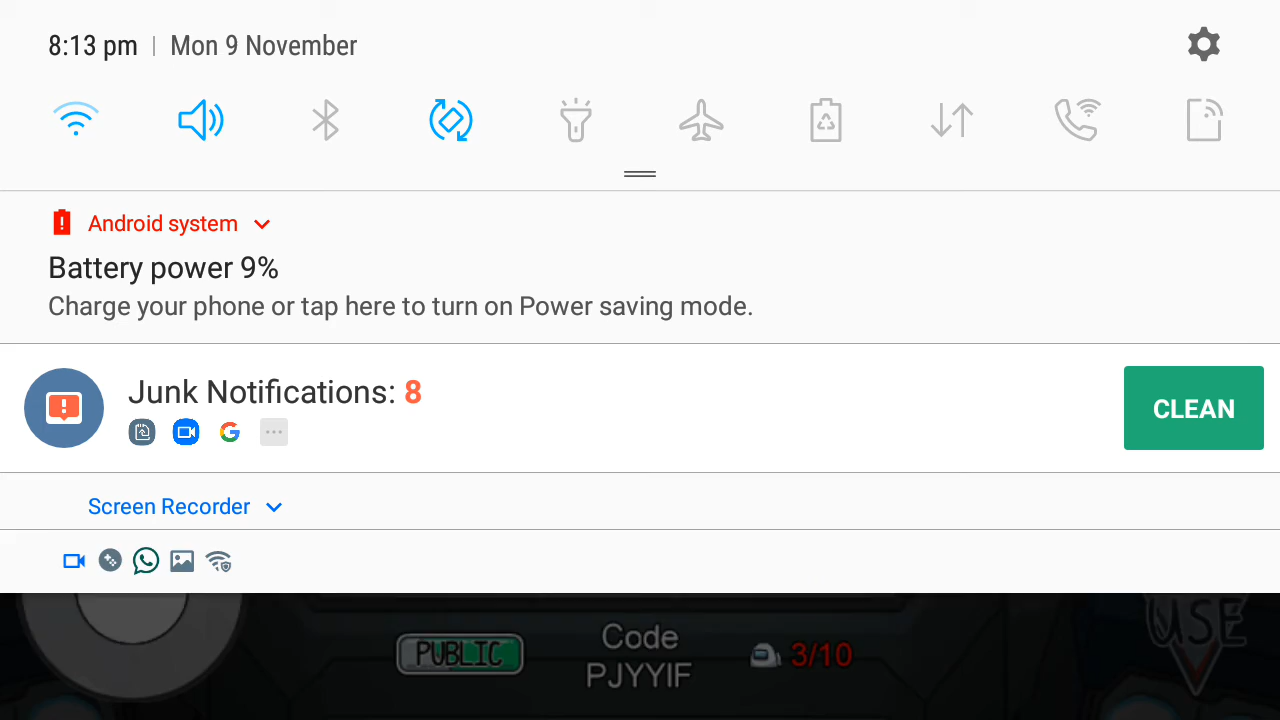 8:13 pm | Mon 9 November
Android system
Battery power 9%
Charge your phone or tap here to turn on Power saving mode.
Junk Notifications: 8
CLEAN
Screen Recorder
USE
PUBLIC
Code
PJYYIF
3/10